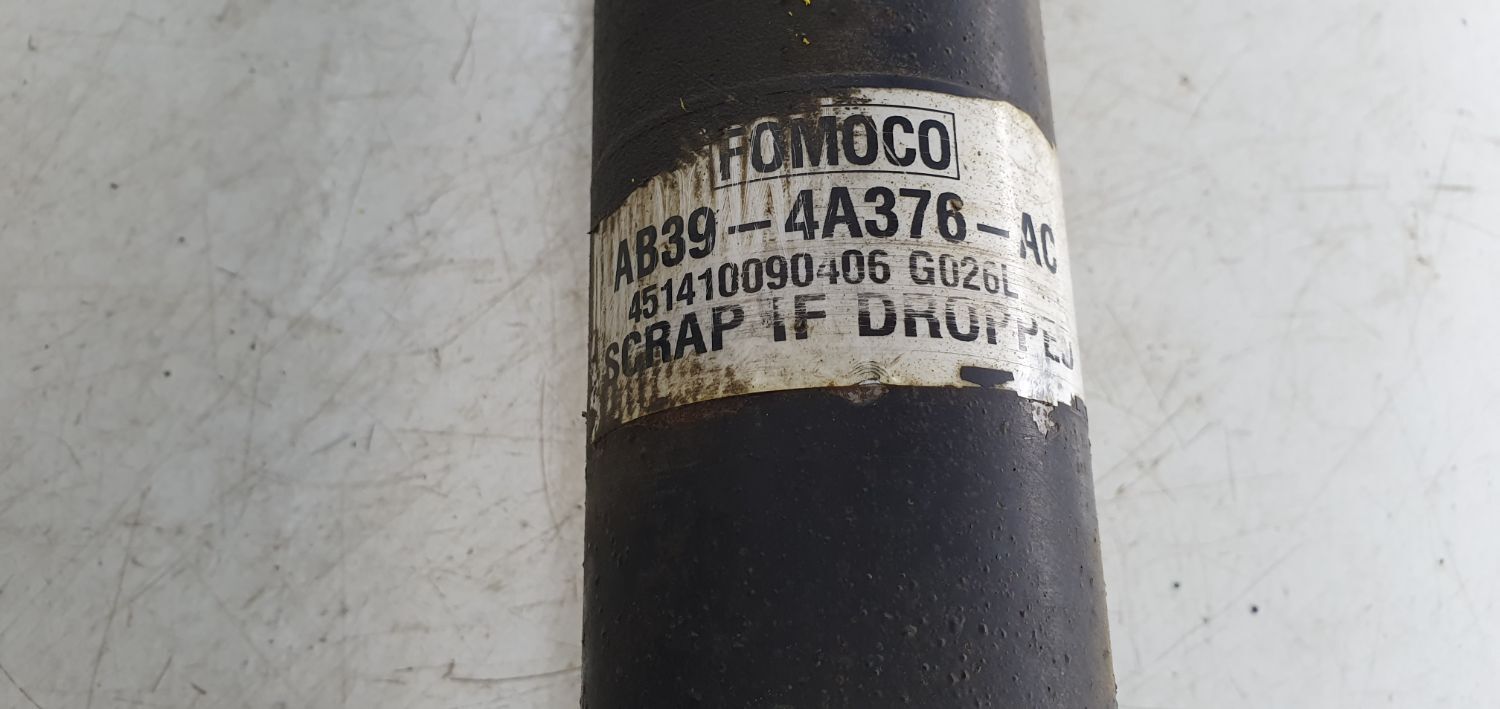 FOMOCO
AB39-4A376-AC
451410090406 G026L
SCRAP IF DROPPED